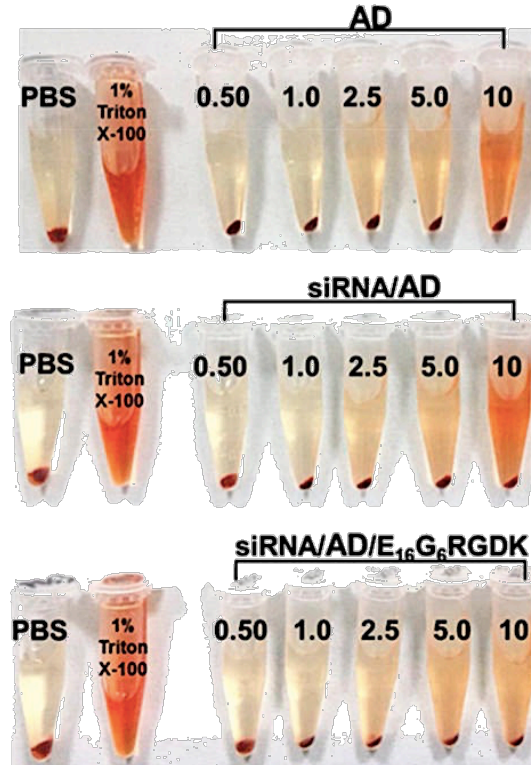 AD
PBS
1%
Triton
X-100
0.50 1.0 2.5 5.0 10
siRNA/AD
PBS
1%
Triton
X-100
0.50 1.0 2.5 5.0 10
siRNA/AD/E₁₆G₆RGDK
PBS
1%
Triton
X-100
0.50 1.0 2.5 5.0 10